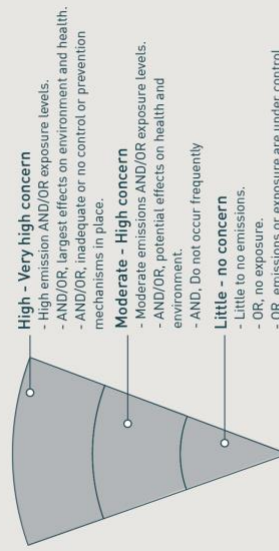 High - Very high concern
- High emission AND/OR exposure levels.
- AND/OR, largest effects on environment and health.
- AND/OR, inadequate or no control or prevention
mechanisms in place.
Moderate - High concern
- Moderate emissions AND/OR exposure levels.
- AND/OR, potential effects on health and
environment.
- AND, Do not occur frequently
Little - no concern
- Little to no emissions.
- OR, no exposure.
- OR, emissions or exposure are under control